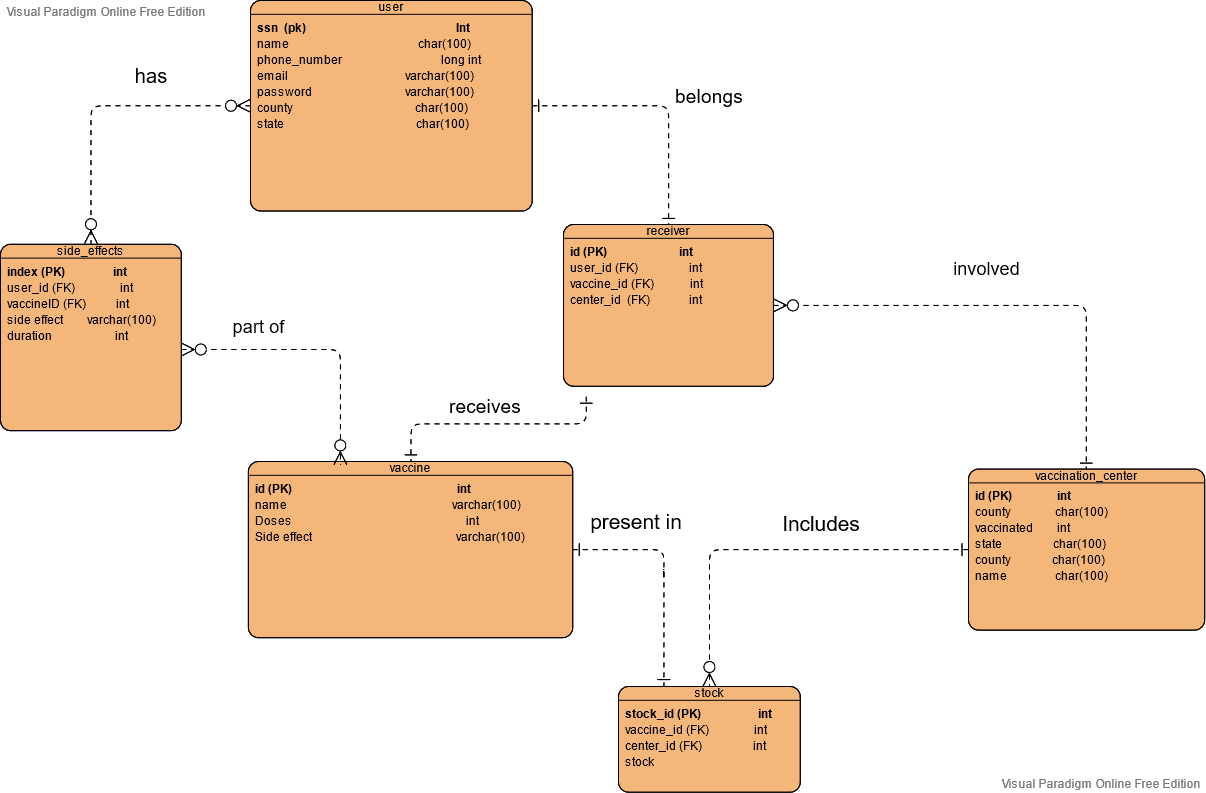 Visual Paradigm Online Free Edition
user
ssn (pk) Int
name char(100)
phone_number long int
email varchar(100)
password varchar(100)
county char(100)
state char(100)
has
belongs
side_effects
index (PK) int
user_id (FK) int
vaccineID (FK) int
side effect varchar(100)
duration int
receiver
id (PK) int
user_id (FK) int
vaccine_id (FK) int
center_id (FK) int
involved
part of
receives
vaccine
id (PK) int
name varchar(100)
Doses int
Side effect varchar(100)
present in
Includes
vaccination_center
id (PK) int
county char(100)
vaccinated int
state char(100)
county char(100)
name char(100)
stock
stock_id (PK) int
vaccine_id (FK) int
center_id (FK) int
stock
Visual Paradigm Online Free Edition